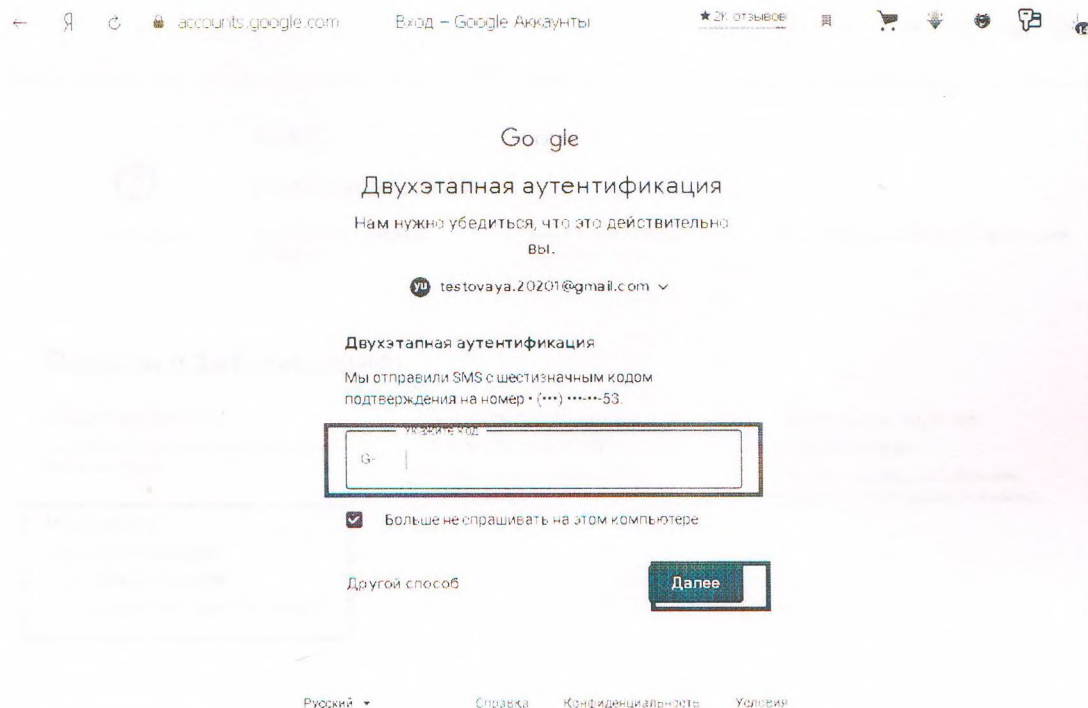 accounts.google.com Вход – Google Аккаунты ★ 2К отзывов
Google
Двухэтапная аутентификация
Нам нужно убедиться, что это действительно
вы.
yu testovaya.20201@gmail.com
Двухэтапная аутентификация
Мы отправили SMS с шестизначным кодом
подтверждения на номер • (•••) •••-••-53.
Укажите код
G-
Больше не спрашивать на этом компьютере
Другой способ Далее
Русский Справка Конфиденциальность Условия